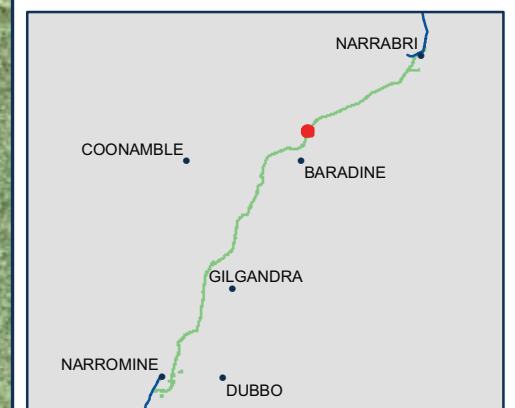 NARRABRI
COONAMBLE
BARADINE
GILGANDRA
NARROMINE
DUBBO